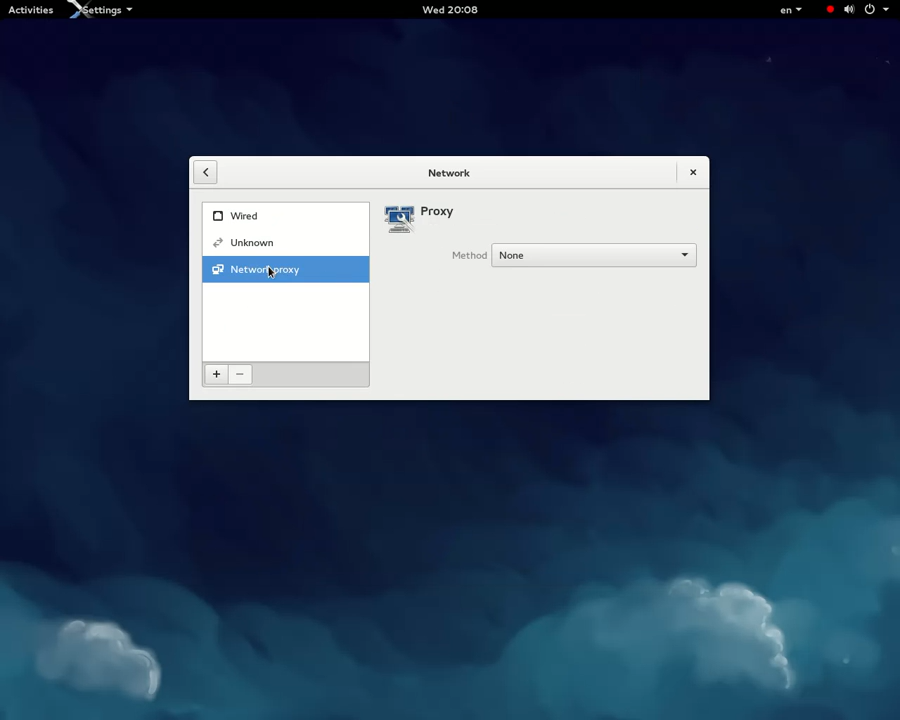 Activities
Settings
Wed 20:08
en
Network
Wired
Unknown
Network proxy
Proxy
Method
None